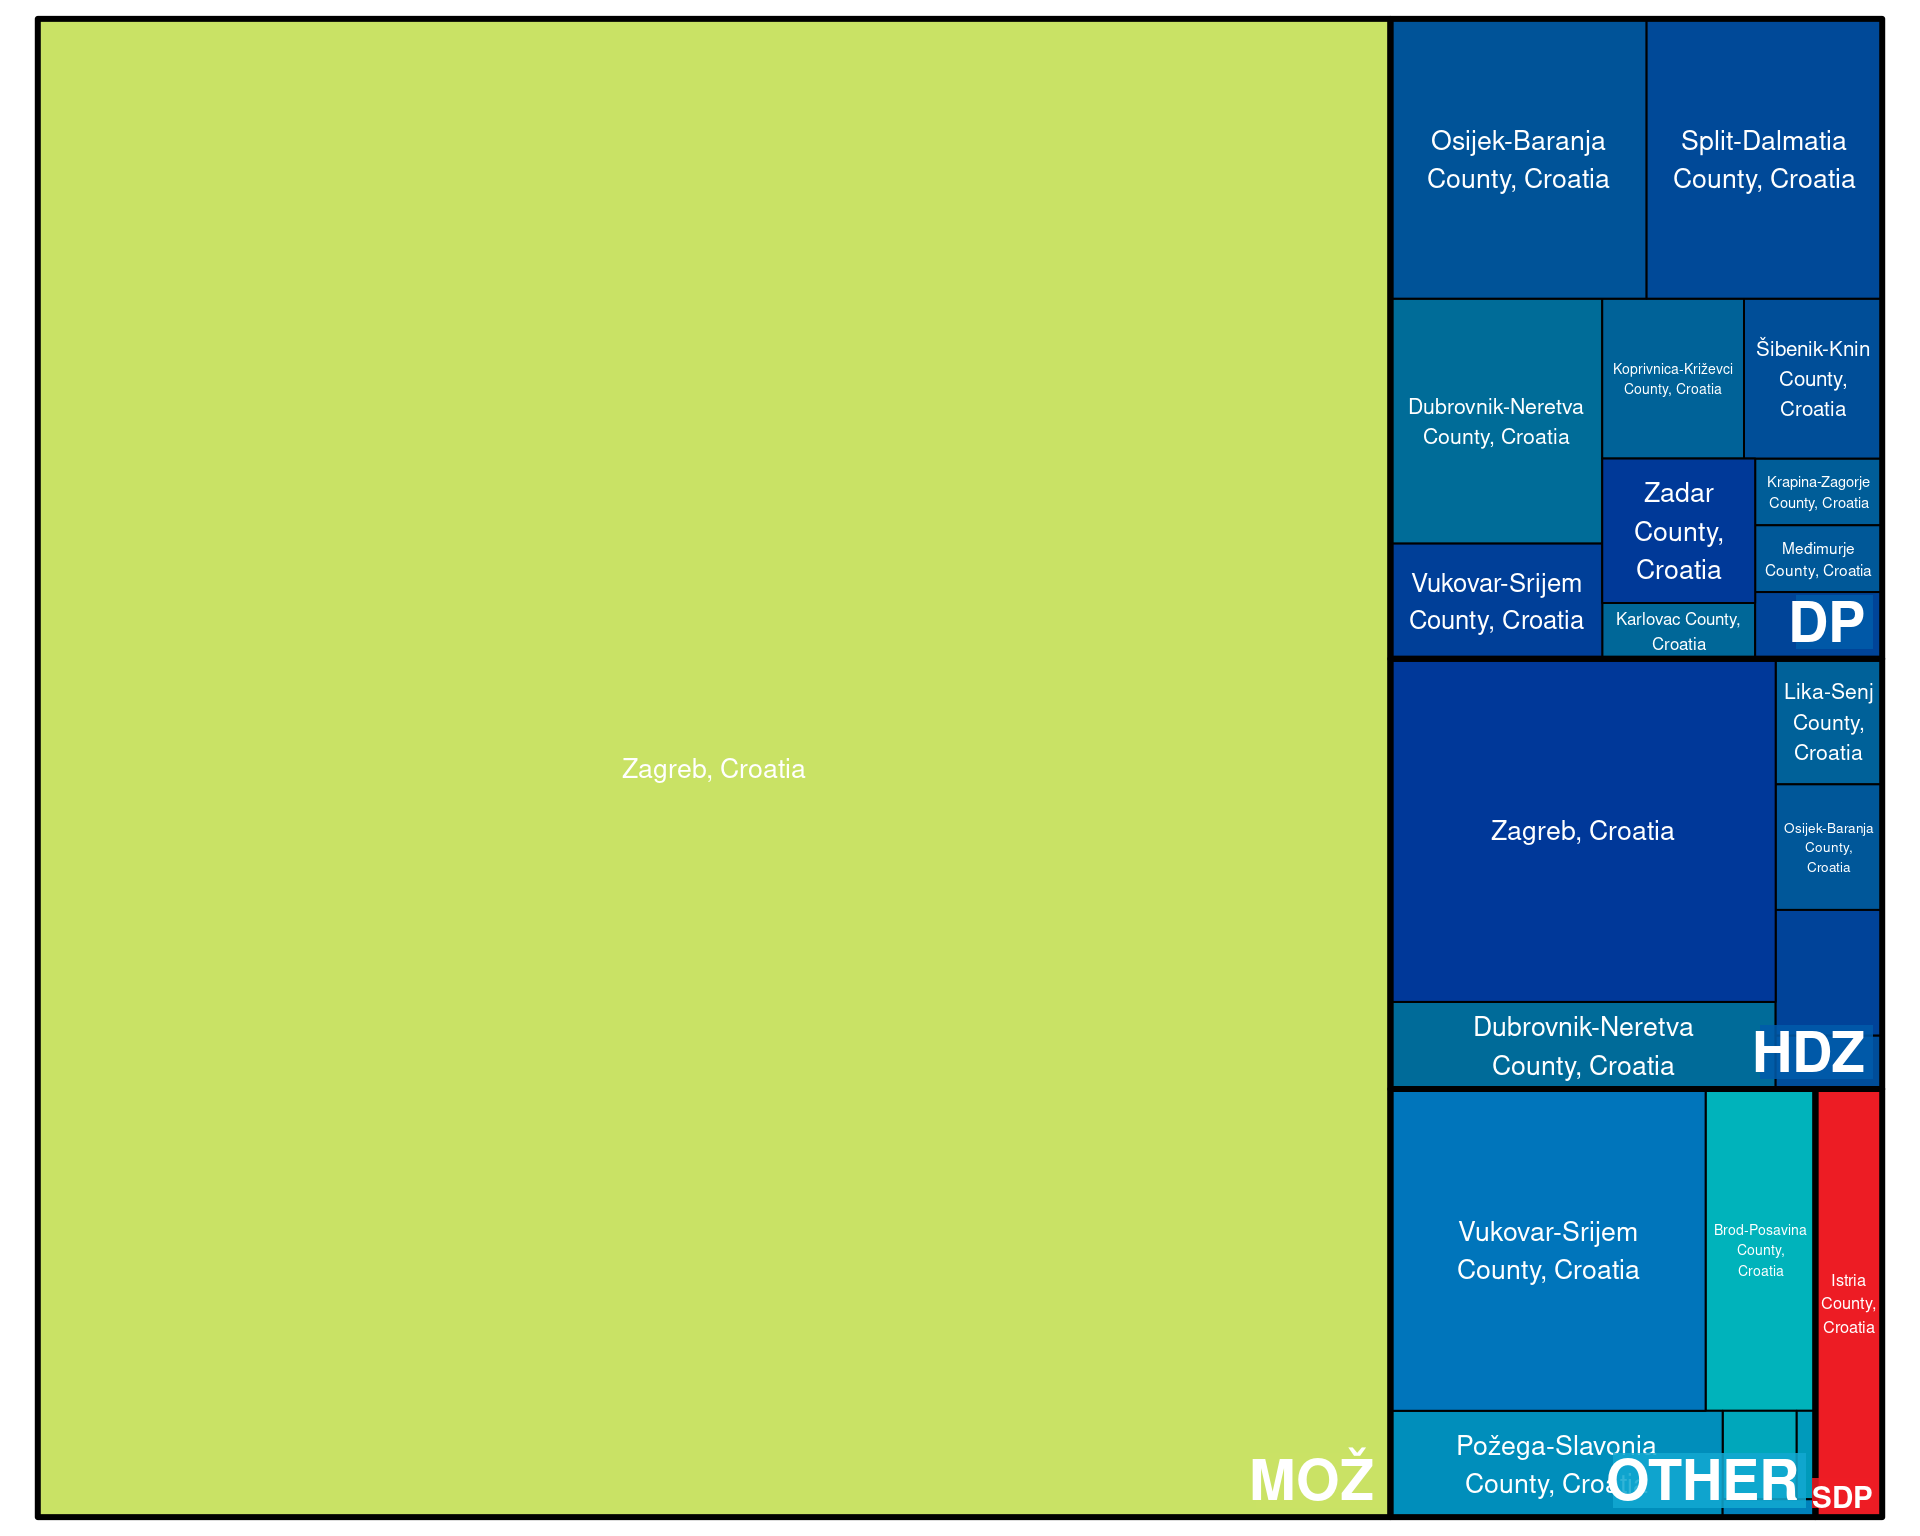 Zagreb, Croatia
MOŽ
Osijek-Baranja
County, Croatia
Split-Dalmatia
County, Croatia
Dubrovnik-Neretva
County, Croatia
Koprivnica-Križevci
County, Croatia
Šibenik-Knin
County,
Croatia
Vukovar-Srijem
County, Croatia
Zadar
County,
Croatia
Krapina-Zagorje
County, Croatia
Međimurje
County, Croatia
Karlovac County,
Croatia
DP
Zagreb, Croatia
Lika-Senj
County,
Croatia
Osijek-Baranja
County,
Croatia
Dubrovnik-Neretva
County, Croatia
HDZ
Vukovar-Srijem
County, Croatia
Brod-Posavina
County,
Croatia
Požega-Slavonia
County, Croatia
OTHER
Istria
County,
Croatia
SDP